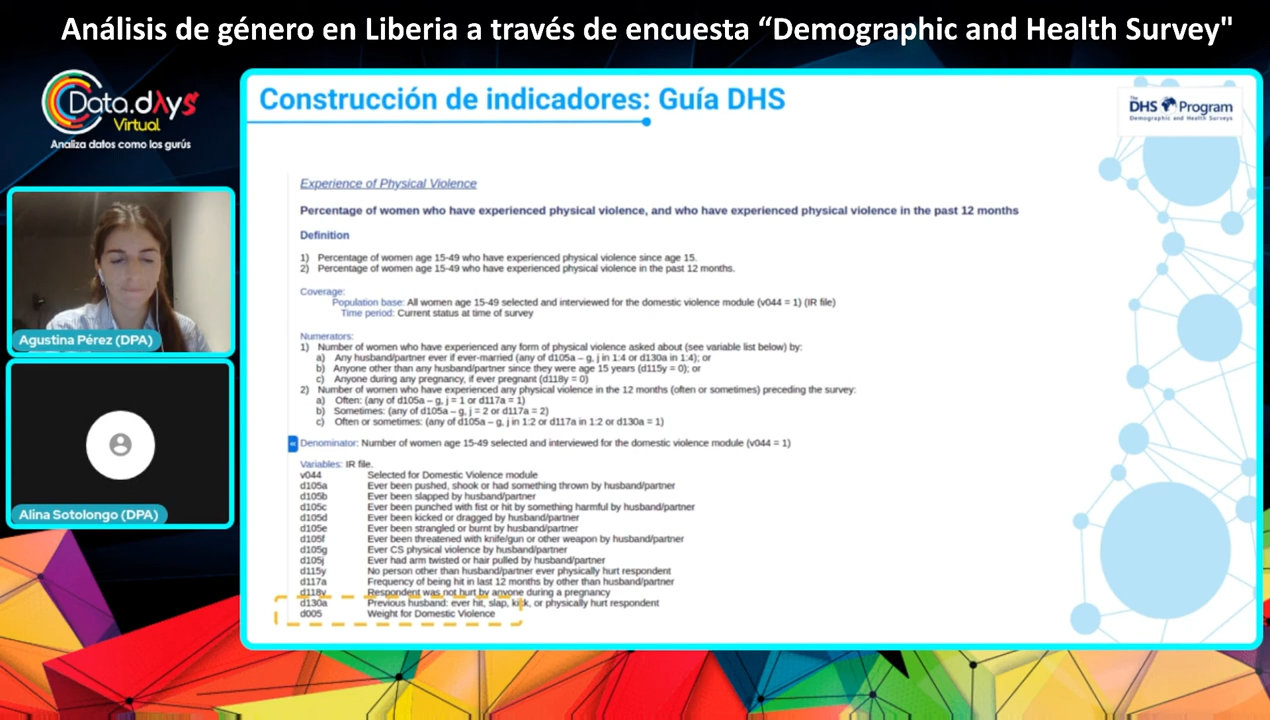 Análisis de género en Liberia a través de encuesta “Demographic and Health Survey"
Data.dAys
Virtual
Analiza datos como los gurús
Construcción de indicadores: Guía DHS
The
DHS Program
Demographic and Health Surveys
Experience of Physical Violence
Percentage of women who have experienced physical violence, and who have experienced physical violence in the past 12 months
Definition
1) Percentage of women age 15-49 who have experienced physical violence since age 15.
2) Percentage of women age 15-49 who have experienced physical violence in the past 12 months.
Coverage:
Population base: All women age 15-49 selected and interviewed for the domestic violence module (v044 = 1) (IR file)
Time period: Current status at time of survey
Numerators:
1) Number of women who have experienced any form of physical violence asked about (see variable list below) by:
a) Any husband/partner ever if ever-married (any of d105a – g, j in 1:4 or d130a in 1:4); or
b) Anyone other than any husband/partner since they were age 15 years (d115y = 0); or
c) Anyone during any pregnancy, if ever pregnant (d118y = 0)
2) Number of women who have experienced any physical violence in the 12 months (often or sometimes) preceding the survey:
a) Often: (any of d105a – g, j = 1 or d117a = 1)
b) Sometimes: (any of d105a – g, j = 2 or d117a = 2)
c) Often or sometimes: (any of d105a – g, j in 1:2 or d117a in 1:2 or d130a = 1)
Denominator: Number of women age 15-49 selected and interviewed for the domestic violence module (v044 = 1)
Variables: IR file.
v044 Selected for Domestic Violence module
d105a Ever been pushed, shook or had something thrown by husband/partner
d105b Ever been slapped by husband/partner
d105c Ever been punched with fist or hit by something harmful by husband/partner
d105d Ever been kicked or dragged by husband/partner
d105e Ever been strangled or burnt by husband/partner
d105f Ever been threatened with knife/gun or other weapon by husband/partner
d105g Ever CS physical violence by husband/partner
d105j Ever had arm twisted or hair pulled by husband/partner
d115y No person other than husband/partner ever physically hurt respondent
d117a Frequency of being hit in last 12 months by other than husband/partner
d118y Respondent was not hurt by anyone during a pregnancy
d130a Previous husband: ever hit, slap, kick, or physically hurt respondent
d005 Weight for Domestic Violence
Agustina Pérez (DPA)
Alina Sotolongo (DPA)